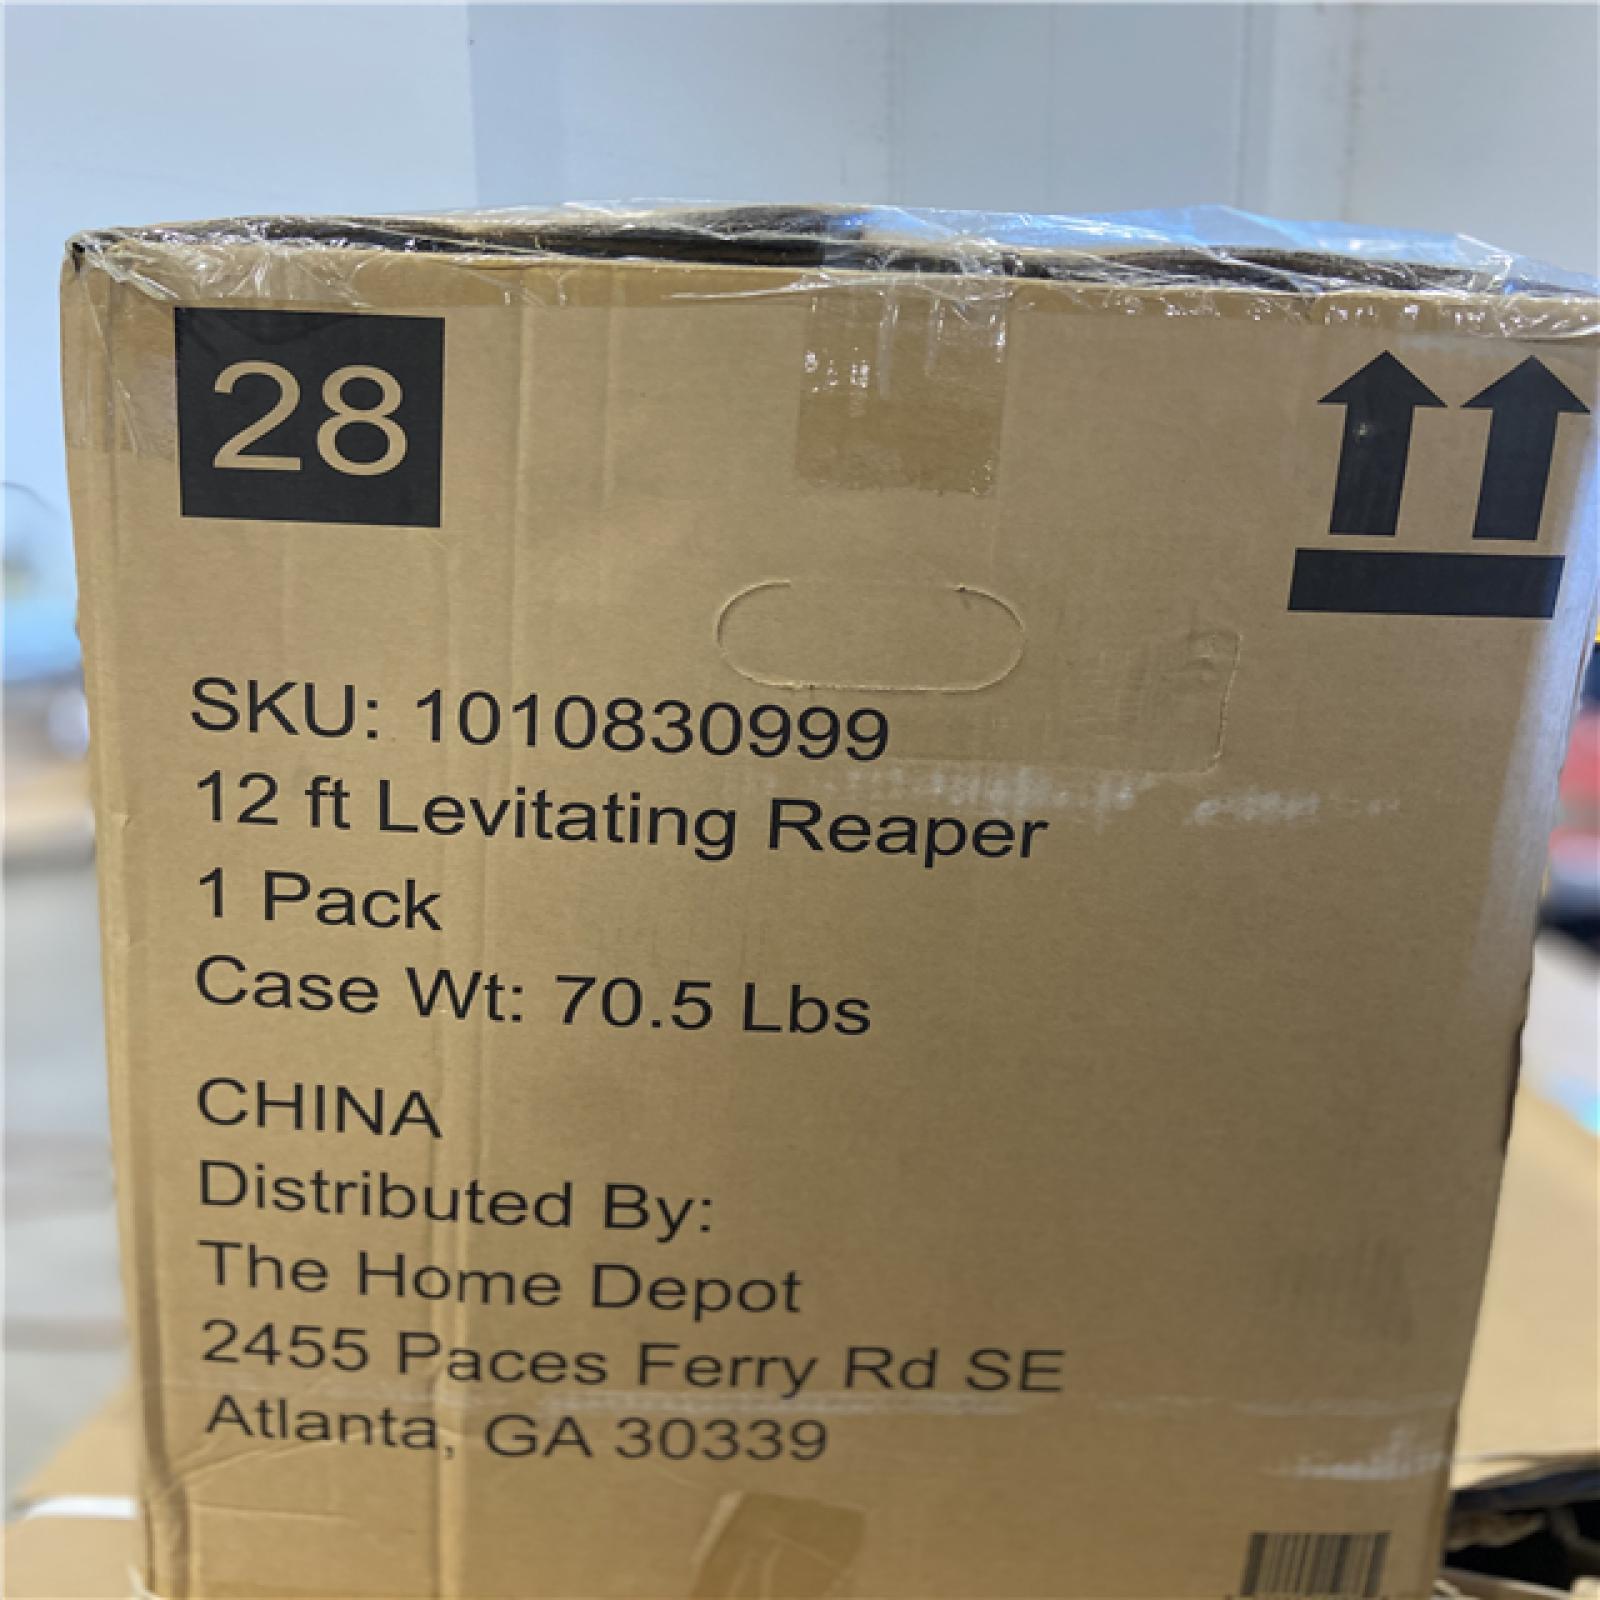 28
SKU: 1010830999
12 ft Levitating Reaper
1 Pack
Case Wt: 70.5 Lbs
CHINA
Distributed By:
The Home Depot
2455 Paces Ferry Rd SE
Atlanta, GA 30339